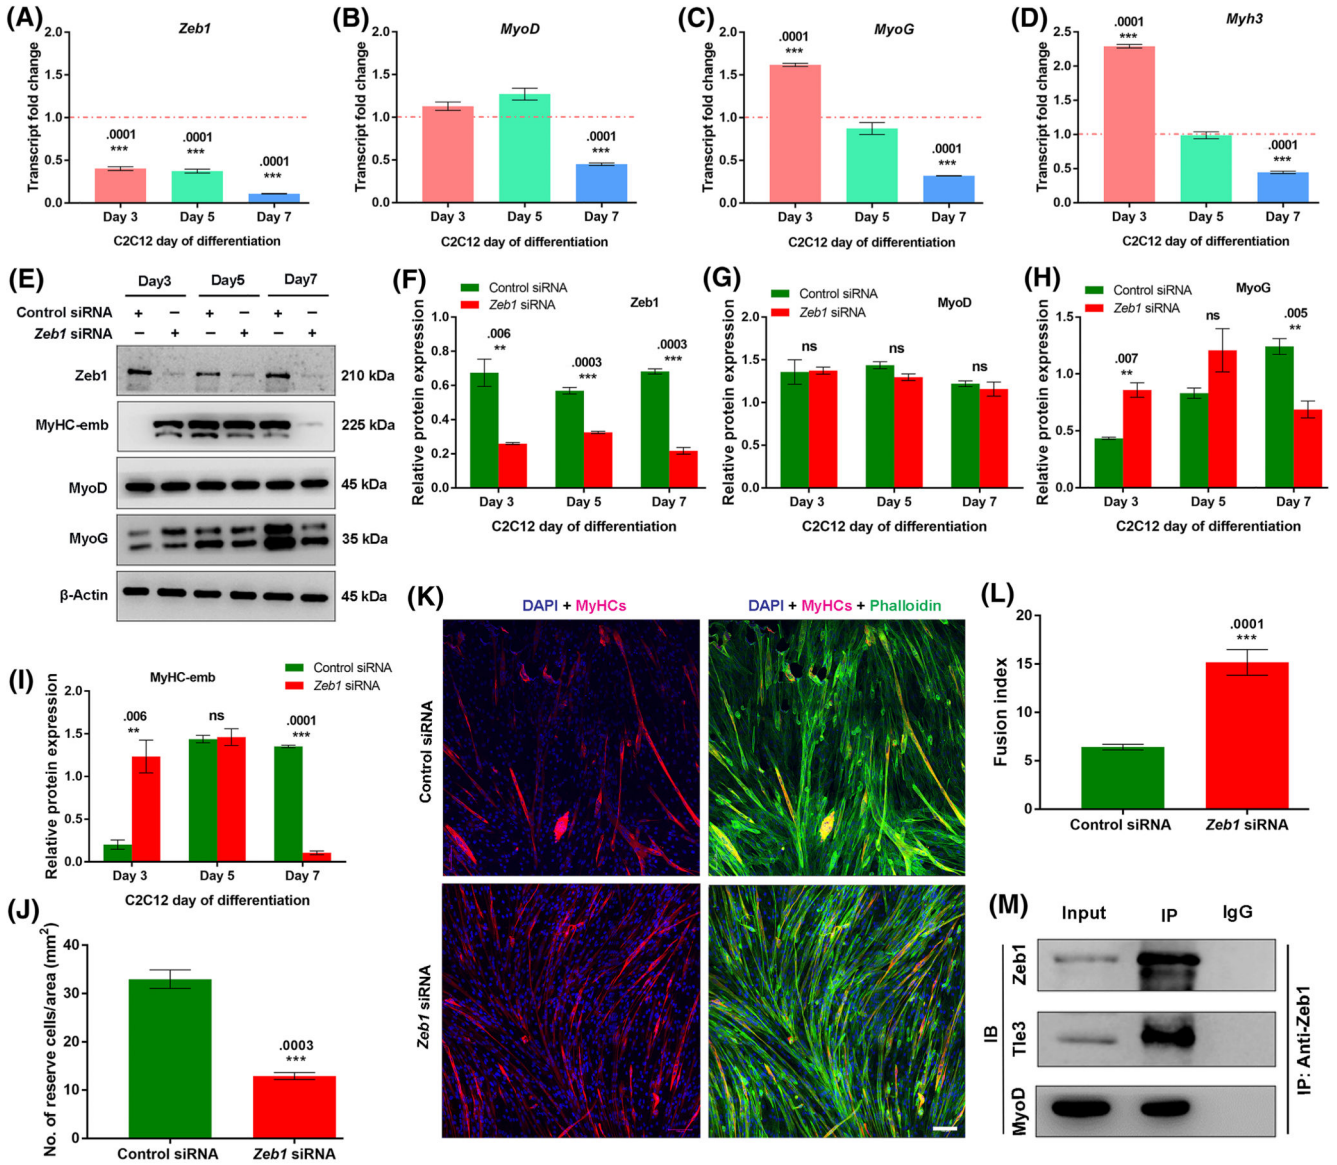 (A)
Zeb1
Transcript fold change
2.0
1.5
1.0
0.5
0.0
.0001
***
.0001
***
.0001
***
Day 3 Day 5 Day 7
C2C12 day of differentiation
(B)
MyoD
Transcript fold change
2.0
1.5
1.0
0.5
0.0
.0001
***
Day 3 Day 5 Day 7
C2C12 day of differentiation
(C)
MyoG
Transcript fold change
2.0
1.5
1.0
0.5
0.0
.0001
***
.0001
***
Day 3 Day 5 Day 7
C2C12 day of differentiation
(D)
Myh3
Transcript fold change
2.5
2.0
1.5
1.0
0.5
0.0
.0001
***
.0001
***
Day 3 Day 5 Day 7
C2C12 day of differentiation
(E)
Day3 Day5 Day7
Control siRNA + − + − + −
Zeb1 siRNA − + − + − +
Zeb1 210 kDa
MyHC-emb 225 kDa
MyoD 45 kDa
MyoG 35 kDa
β-Actin 45 kDa
(F)
Control siRNA
Zeb1 siRNA
Zeb1
Relative protein expression
1.0
0.8
0.6
0.4
0.2
0.0
.006
**
.0003
***
.0003
***
Day 3 Day 5 Day 7
C2C12 day of differentiation
(G)
Control siRNA
Zeb1 siRNA
MyoD
Relative protein expression
2.0
1.5
1.0
0.5
0.0
ns
ns
ns
Day 3 Day 5 Day 7
C2C12 day of differentiation
(H)
Control siRNA
Zeb1 siRNA
MyoG
Relative protein expression
1.5
1.0
0.5
0.0
.007
**
ns
.005
**
Day 3 Day 5 Day 7
C2C12 day of differentiation
(I)
Control siRNA
Zeb1 siRNA
MyHC-emb
Relative protein expression
2.0
1.5
1.0
0.5
0.0
.006
**
ns
.0001
***
Day 3 Day 5 Day 7
C2C12 day of differentiation
(J)
No. of reserve cells/area (mm²)
40
30
20
10
0
.0003
***
Control siRNA Zeb1 siRNA
(K)
DAPI + MyHCs
DAPI + MyHCs + Phalloidin
Control siRNA
Zeb1 siRNA
(L)
Fusion index
20
15
10
5
0
.0001
***
Control siRNA Zeb1 siRNA
(M)
Input IP IgG
IB
Zeb1
Tle3
MyoD
IP: Anti-Zeb1